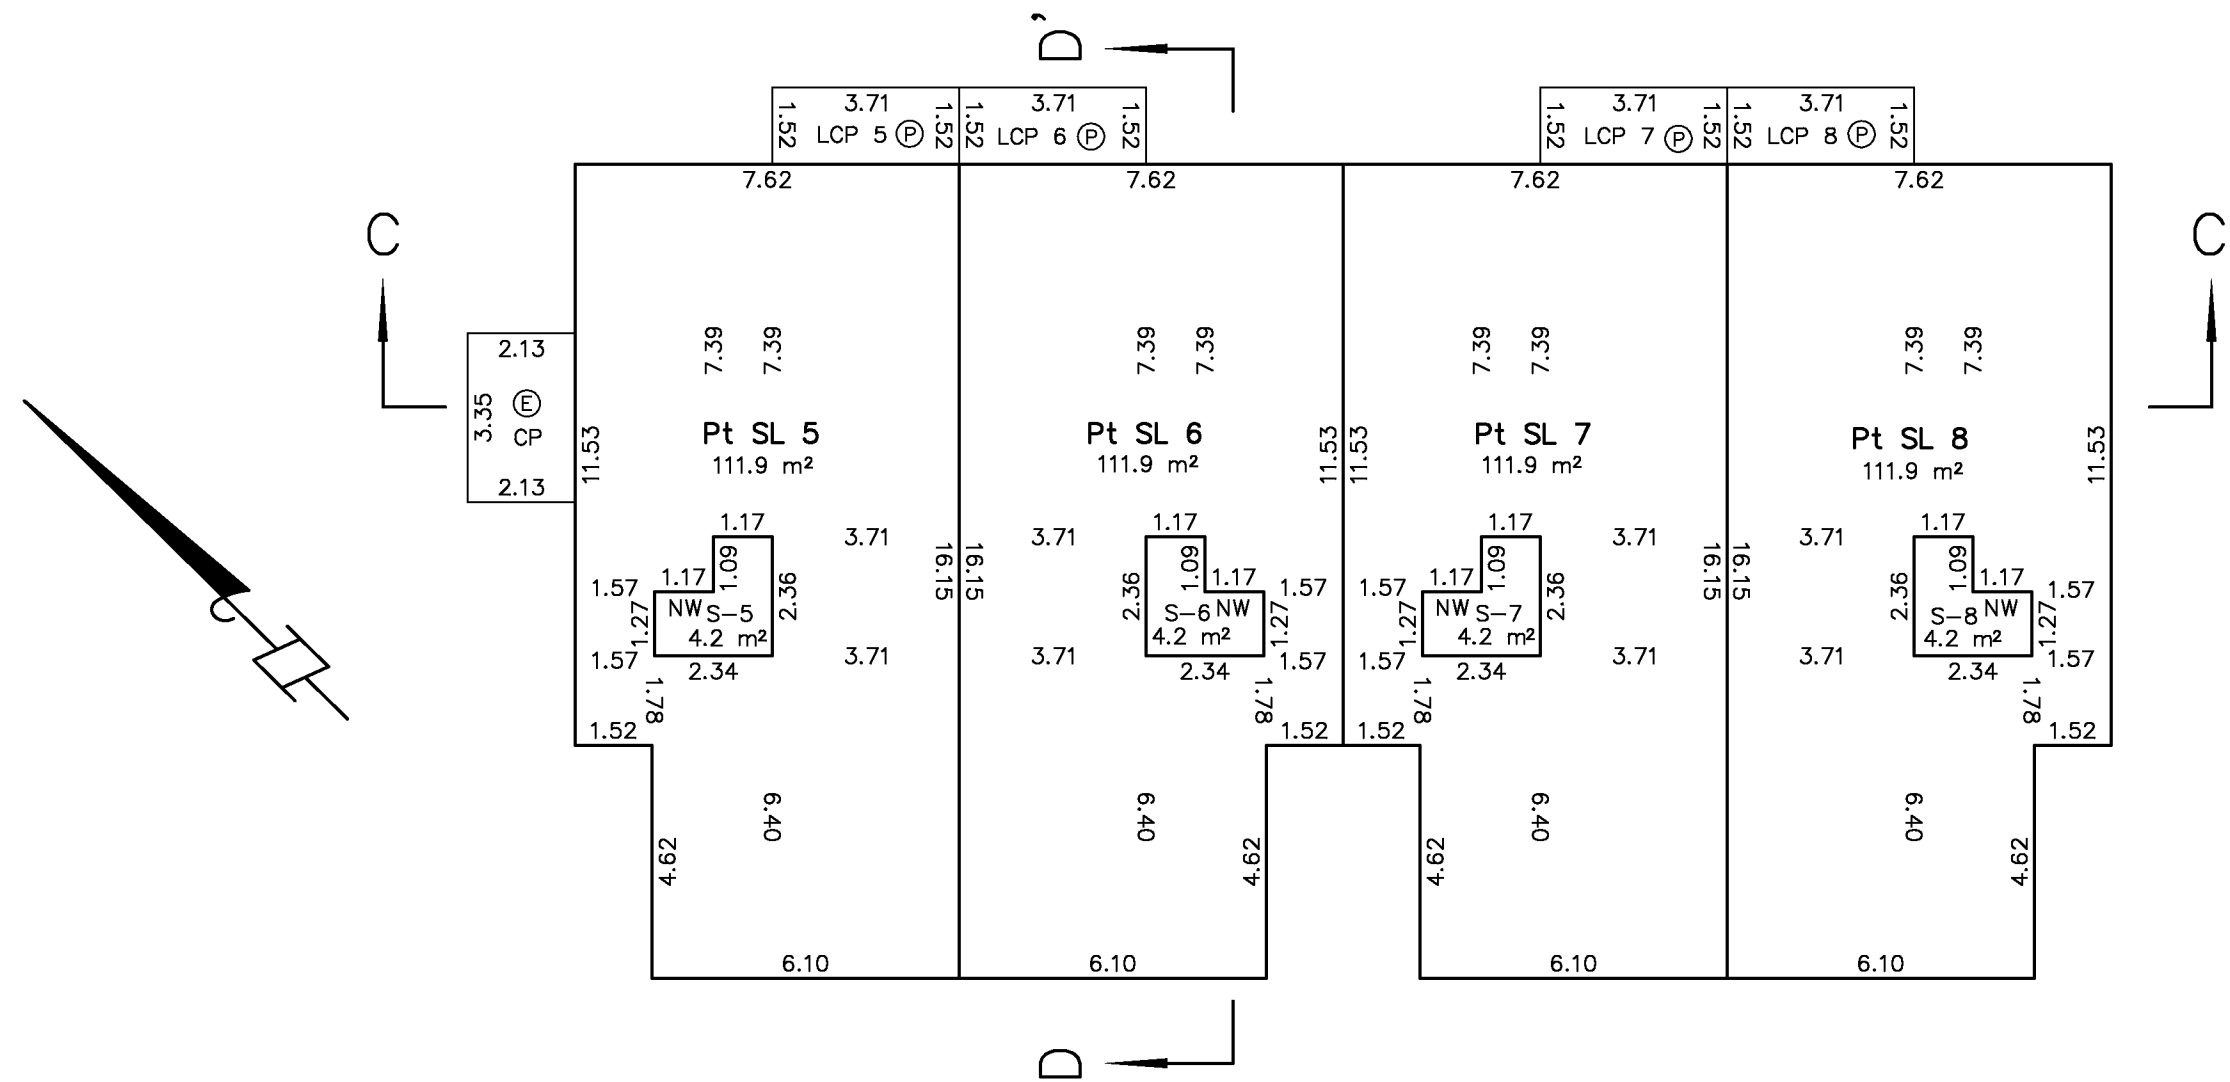 D'
3.71 3.71 3.71 3.71
1.52 LCP 5 P 1.52 1.52 LCP 6 P 1.52 1.52 LCP 7 P 1.52 1.52 LCP 8 P 1.52
7.62 7.62 7.62 7.62
C C
7.39 7.39 7.39 7.39 7.39 7.39 7.39 7.39
2.13
3.35 E
CP
2.13
Pt SL 5 Pt SL 6 Pt SL 7 Pt SL 8
111.9 m² 111.9 m² 111.9 m² 111.9 m²
11.53 11.53 11.53 11.53
1.17 3.71 3.71 1.17 1.17 3.71 3.71 1.17
1.09 16.15 16.15 1.09 1.09 16.15 16.15 1.09
1.57 1.17 2.36 2.36 1.17 1.57 1.57 1.17 2.36 2.36 1.17 1.57
1.27 NW S-5 S-6 NW 1.27 1.27 NW S-7 S-8 NW 1.27
4.2 m² 4.2 m² 4.2 m² 4.2 m²
1.57 3.71 3.71 1.57 1.57 3.71 3.71 1.57
2.34 2.34 2.34 2.34
1.78 1.78 1.78 1.78
1.52 1.52 1.52 1.52
6.40 6.40 6.40 6.40
4.62 4.62 4.62 4.62
6.10 6.10 6.10 6.10
D